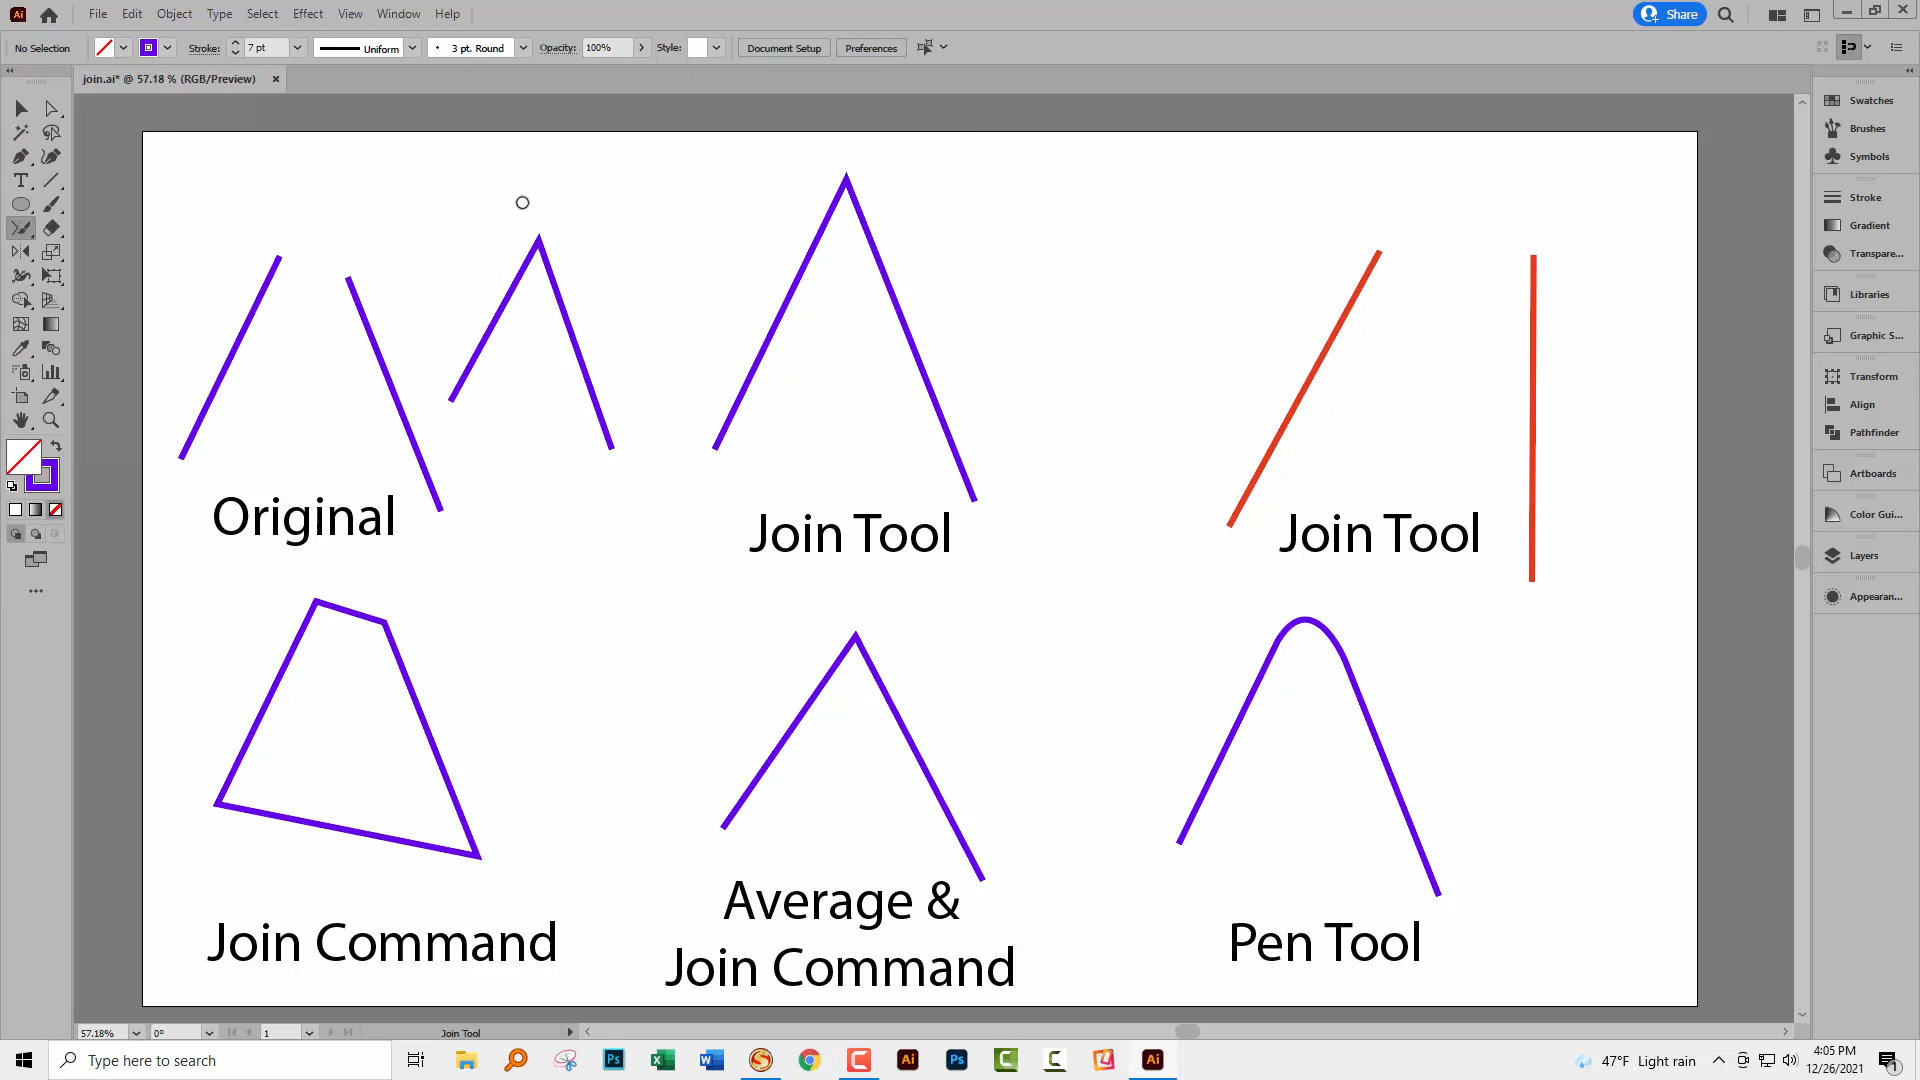 Ai File Edit Object Type Select Effect View Window Help Share
No Selection Stroke: 7 pt Uniform 3 pt. Round Opacity: 100% Style: Document Setup Preferences
join.ai* @ 57.18 % (RGB/Preview)
Swatches
Brushes
Symbols
Stroke
Gradient
Transpare...
Libraries
Graphic S...
Transform
Align
Pathfinder
Artboards
Color Gui...
Layers
Appearan...
Original
Join Tool
Join Tool
Join Command
Average &
Join Command
Pen Tool
57.18% 0° 1 Join Tool
Type here to search
47°F Light rain
4:05 PM
12/26/2021